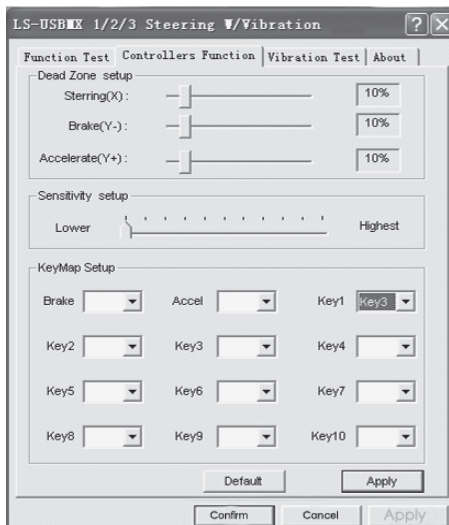 LS-USBMX 1/2/3 Steering W/Vibration ? X
Function Test Controllers Function Vibration Test About
Dead Zone setup
Sterring(X) : 10%
Brake(Y-) : 10%
Accelerate(Y+) : 10%
Sensitivity setup
Lower Highest
KeyMap Setup
Brake Accel Key1 Key3
Key2 Key3 Key4
Key5 Key6 Key7
Key8 Key9 Key10
Default Apply
Confirm Cancel Apply